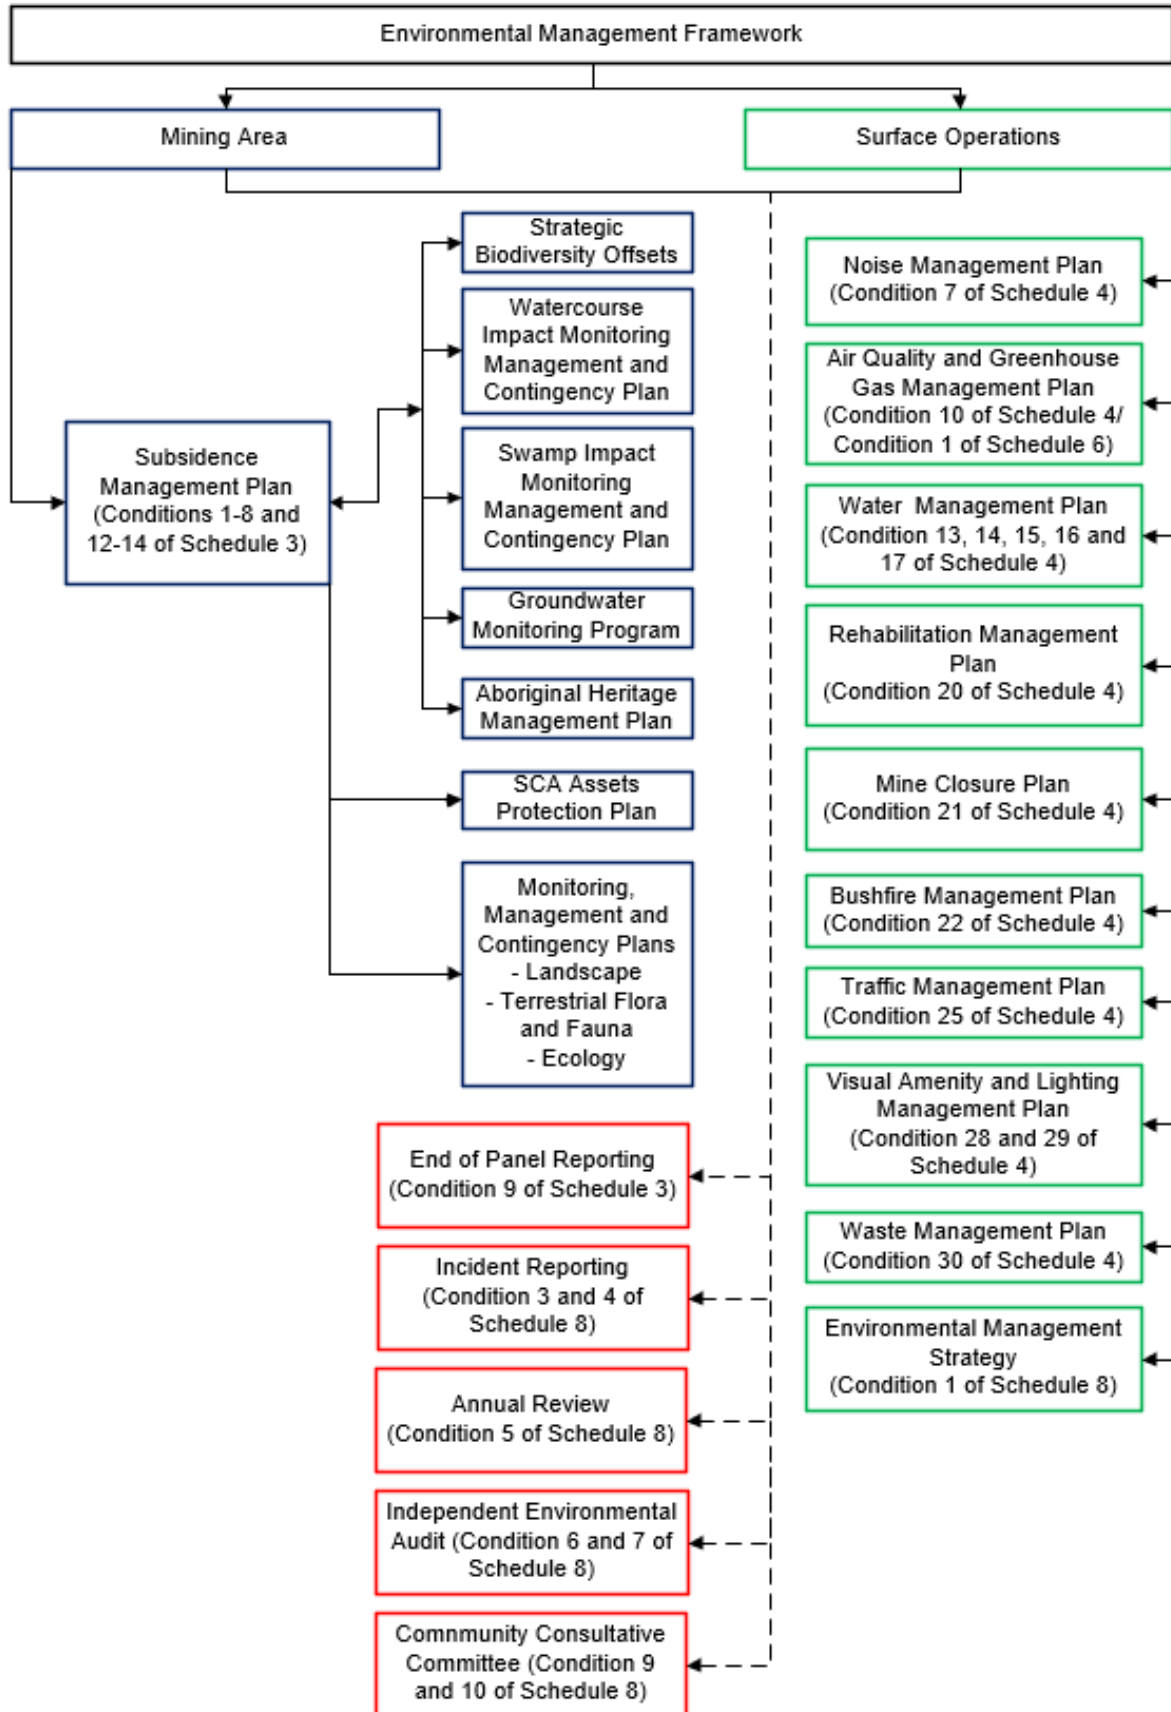 Environmental Management Framework
Mining Area
Surface Operations
Strategic
Biodiversity Offsets
Watercourse
Impact Monitoring
Management and
Contingency Plan
Subsidence
Management Plan
(Conditions 1-8 and
12-14 of Schedule 3)
Swamp Impact
Monitoring
Management and
Contingency Plan
Groundwater
Monitoring Program
Aboriginal Heritage
Management Plan
SCA Assets
Protection Plan
Monitoring,
Management and
Contingency Plans
- Landscape
- Terrestrial Flora
and Fauna
- Ecology
End of Panel Reporting
(Condition 9 of Schedule 3)
Incident Reporting
(Condition 3 and 4 of
Schedule 8)
Annual Review
(Condition 5 of Schedule 8)
Independent Environmental
Audit (Condition 6 and 7 of
Schedule 8)
Comnmunity Consultative
Committee (Condition 9
and 10 of Schedule 8)
Noise Management Plan
(Condition 7 of Schedule 4)
Air Quality and Greenhouse
Gas Management Plan
(Condition 10 of Schedule 4/
Condition 1 of Schedule 6)
Water Management Plan
(Condition 13, 14, 15, 16 and
17 of Schedule 4)
Rehabilitation Management
Plan
(Condition 20 of Schedule 4)
Mine Closure Plan
(Condition 21 of Schedule 4)
Bushfire Management Plan
(Condition 22 of Schedule 4)
Traffic Management Plan
(Condition 25 of Schedule 4)
Visual Amenity and Lighting
Management Plan
(Condition 28 and 29 of
Schedule 4)
Waste Management Plan
(Condition 30 of Schedule 4)
Environmental Management
Strategy
(Condition 1 of Schedule 8)